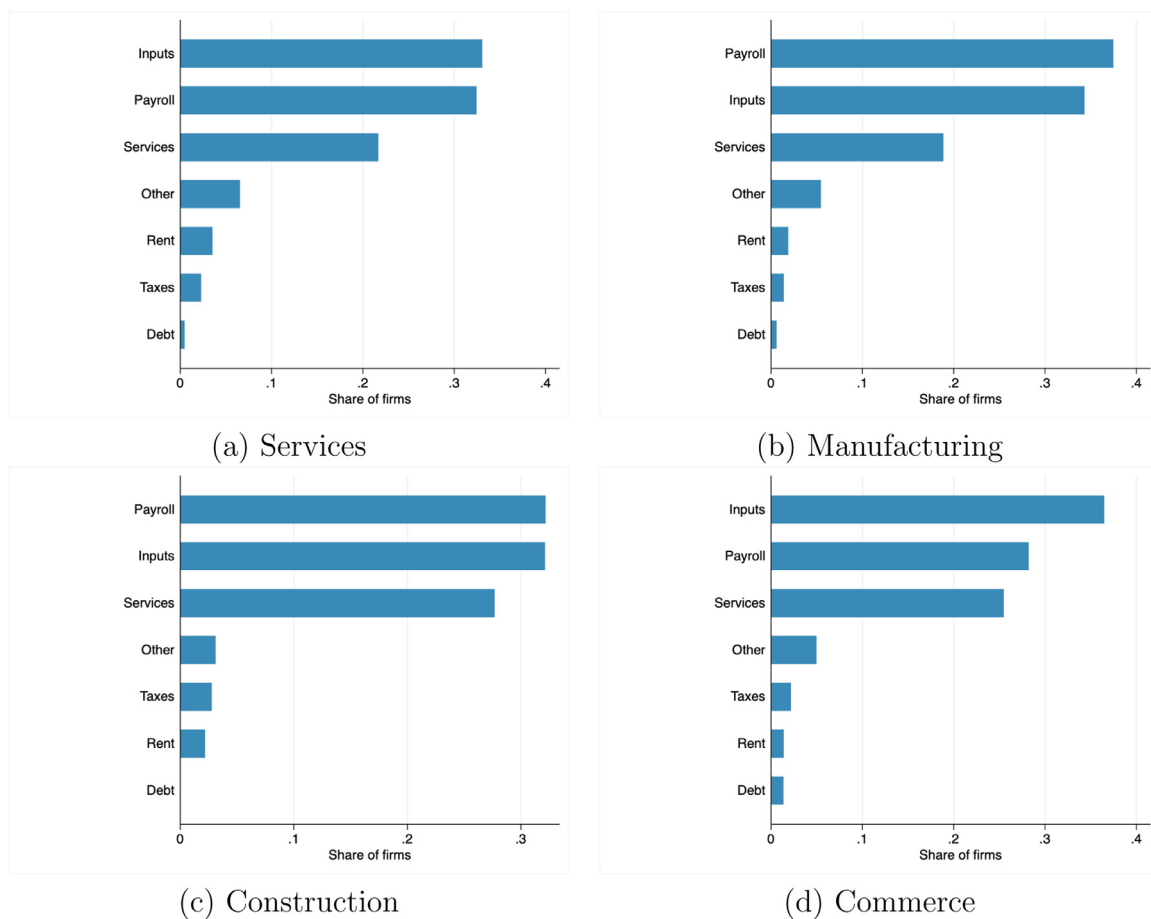 Inputs
Payroll
Services
Other
Rent
Taxes
Debt
0 .1 .2 .3 .4
Share of firms
(a) Services
Payroll
Inputs
Services
Other
Rent
Taxes
Debt
0 .1 .2 .3 .4
Share of firms
(b) Manufacturing
Payroll
Inputs
Services
Other
Taxes
Rent
Debt
0 .1 .2 .3
Share of firms
(c) Construction
Inputs
Payroll
Services
Other
Taxes
Rent
Debt
0 .1 .2 .3 .4
Share of firms
(d) Commerce